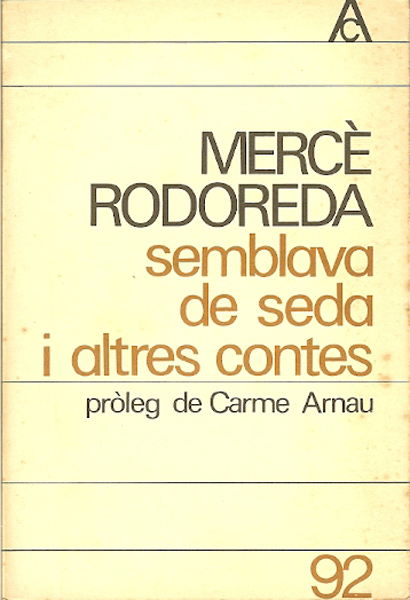 Ac
MERCÈ
RODOREDA
semblava
de seda
i altres contes
pròleg de Carme Arnau
92